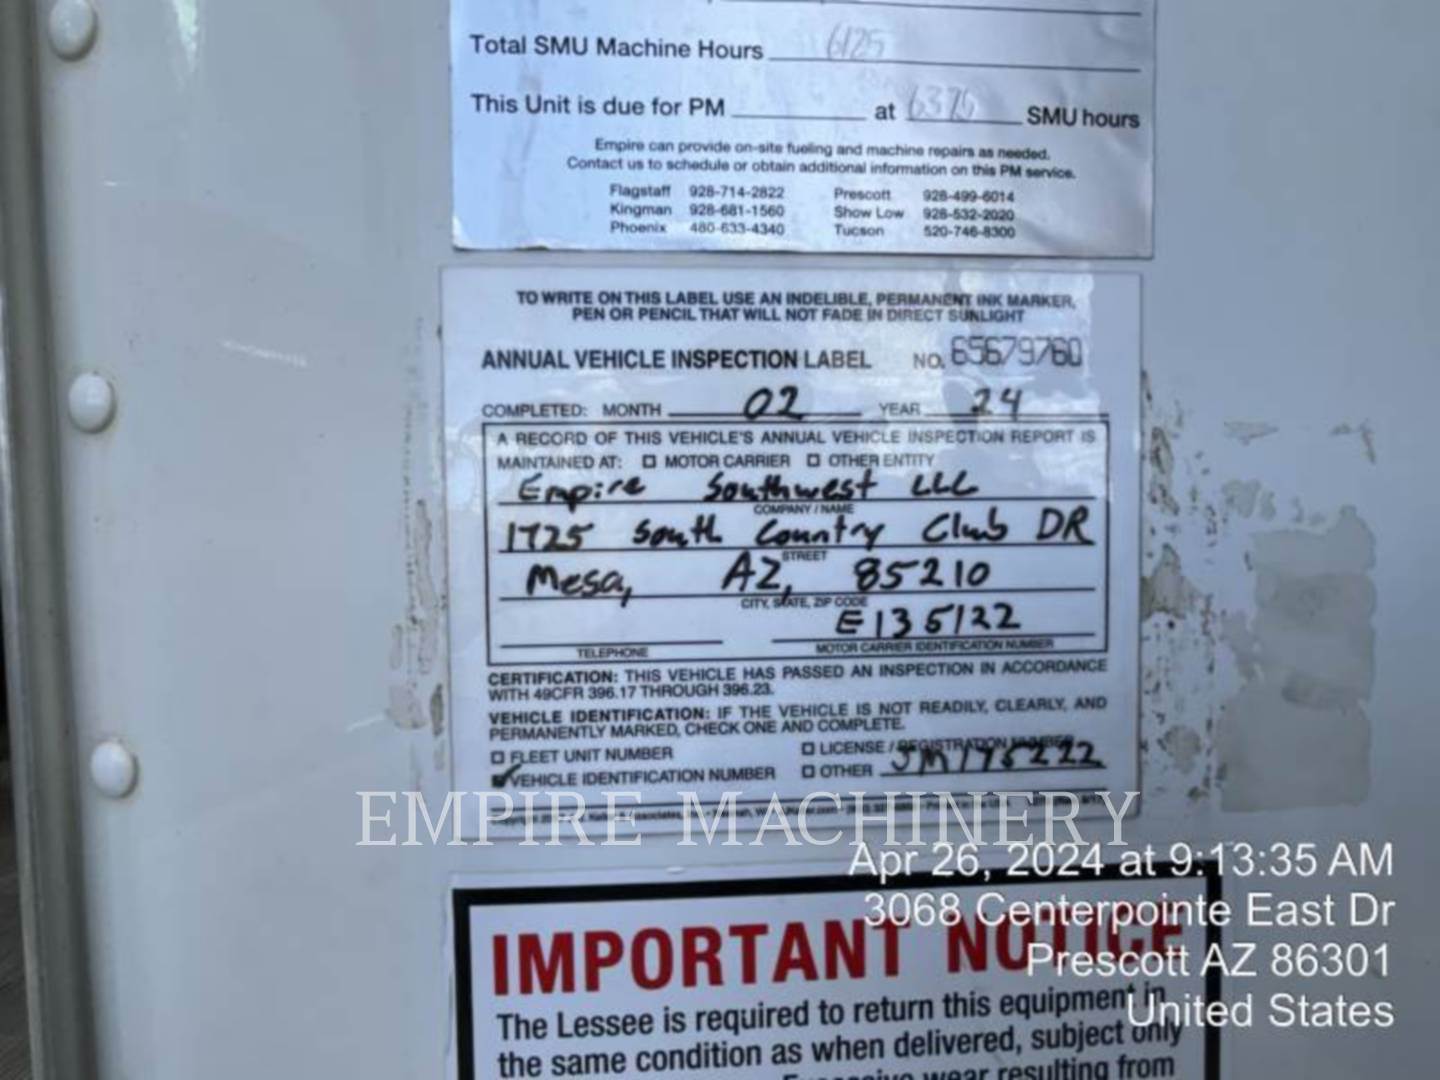 Total SMU Machine Hours 6125
This Unit is due for PM at 6375 SMU hours
Empire can provide on-site fueling and machine repairs as needed.
Contact us to schedule or obtain additional information on this PM service.
Flagstaff 928-714-2822 Prescott 928-499-6014
Kingman 928-681-1560 Show Low 928-532-2020
Phoenix 480-633-4340 Tucson 520-746-8300
TO WRITE ON THIS LABEL USE AN INDELIBLE, PERMANENT INK MARKER,
PEN OR PENCIL THAT WILL NOT FADE IN DIRECT SUNLIGHT
ANNUAL VEHICLE INSPECTION LABEL NO. 65679760
COMPLETED: MONTH 02 YEAR 24
A RECORD OF THIS VEHICLE'S ANNUAL VEHICLE INSPECTION REPORT IS
MAINTAINED AT: MOTOR CARRIER OTHER ENTITY
Empire Southwest LLC
COMPANY / NAME
1725 South Country Club DR
STREET
Mesa, AZ, 85210
CITY, STATE, ZIP CODE
E135122
TELEPHONE MOTOR CARRIER IDENTIFICATION NUMBER
CERTIFICATION: THIS VEHICLE HAS PASSED AN INSPECTION IN ACCORDANCE
WITH 49CFR 396.17 THROUGH 396.23.
VEHICLE IDENTIFICATION: IF THE VEHICLE IS NOT READILY, CLEARLY, AND
PERMANENTLY MARKED, CHECK ONE AND COMPLETE.
FLEET UNIT NUMBER LICENSE / REGISTRATION NUMBER
VEHICLE IDENTIFICATION NUMBER OTHER JM195222
EMPIRE MACHINERY
Apr 26, 2024 at 9:13:35 AM
3068 Centerpointe East Dr
Prescott AZ 86301
United States
IMPORTANT NOTICE
The Lessee is required to return this equipment in
the same condition as when delivered, subject only
wear resulting from